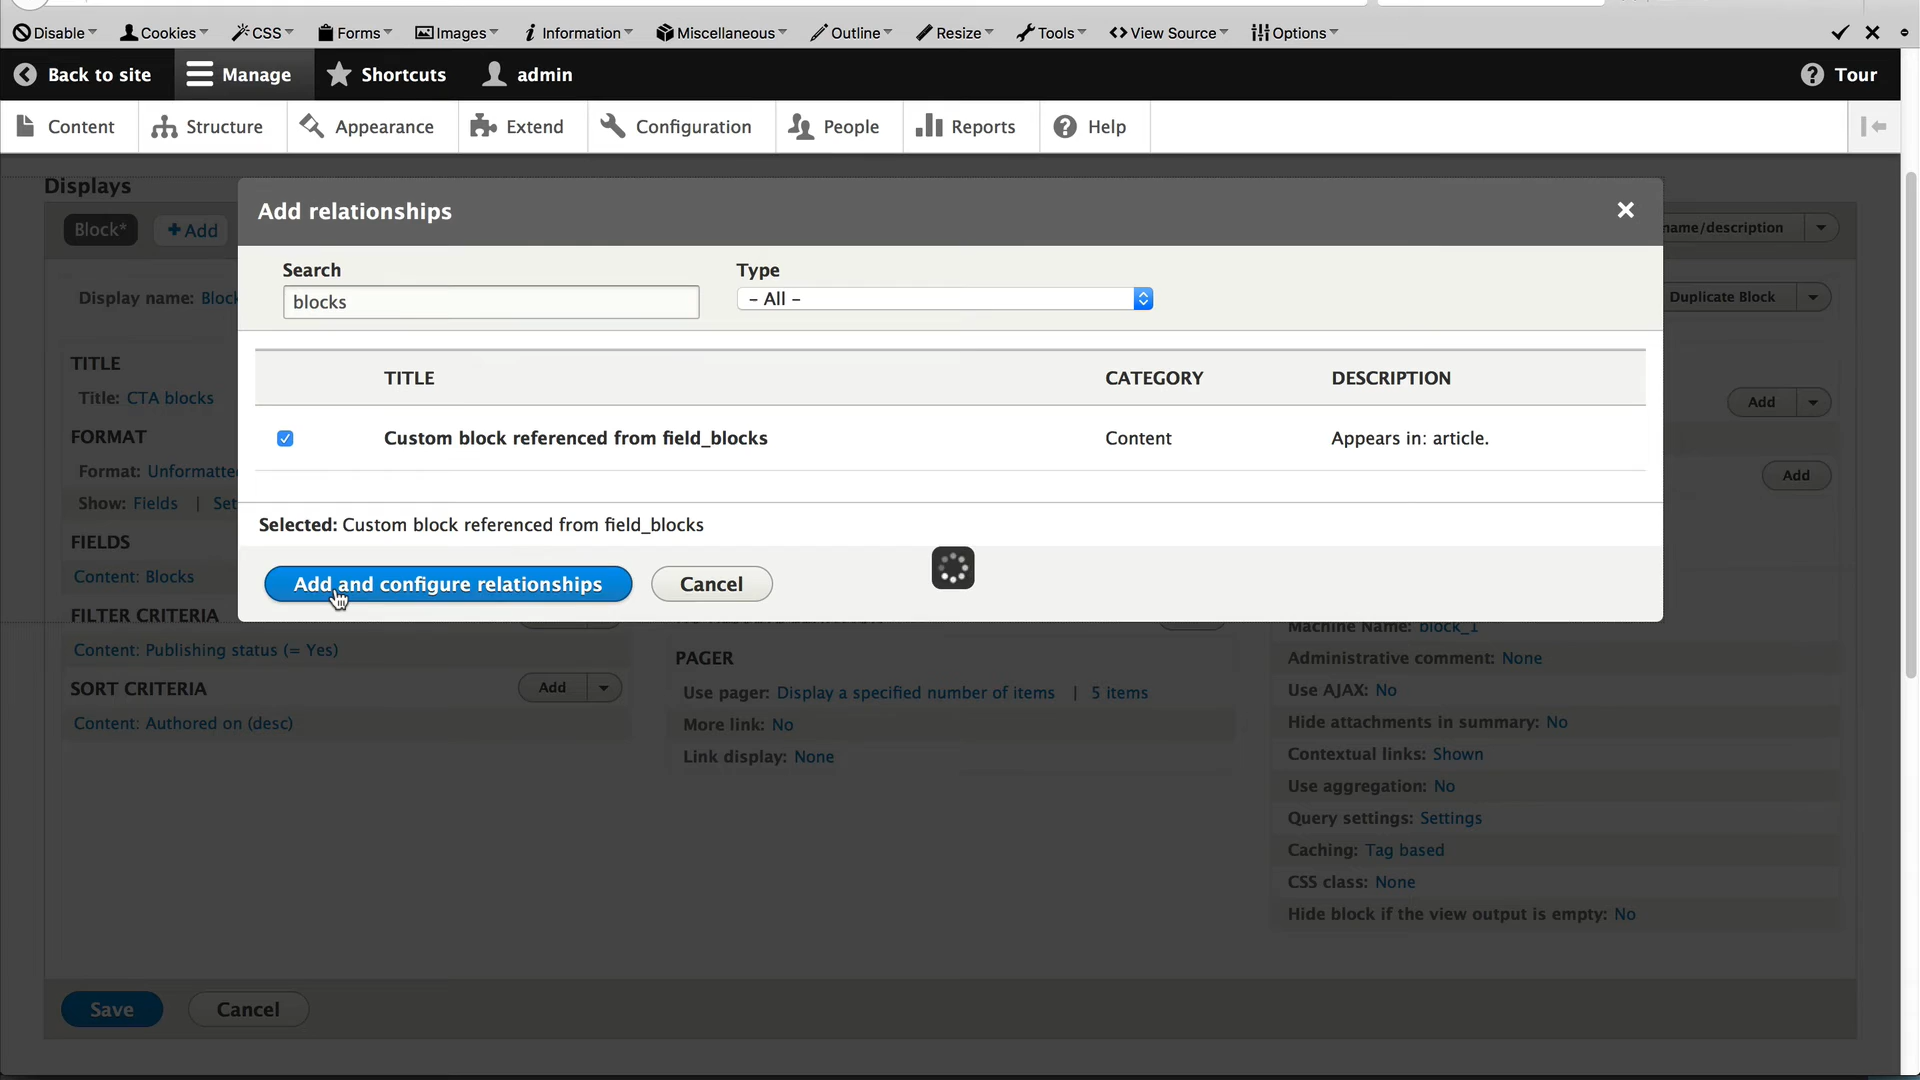 Disable Cookies CSS Forms Images Information Miscellaneous Outline Resize Tools View Source Options
Back to site Manage Shortcuts admin Tour
Content Structure Appearance Extend Configuration People Reports Help
Displays
Block* Add name/description
Add relationships
Display name: Block Duplicate Block
Search Type
blocks - All -
TITLE CATEGORY DESCRIPTION
Custom block referenced from field_blocks Content Appears in: article.
Selected: Custom block referenced from field_blocks
Add and configure relationships Cancel
TITLE
Title: CTA blocks Add
FORMAT
Format: Unformatted
Show: Fields | Set Add
FIELDS
Content: Blocks
FILTER CRITERIA
Content: Publishing status (= Yes)
SORT CRITERIA Add
Content: Authored on (desc)
PAGER
Use pager: Display a specified number of items | 5 items
More link: No
Link display: None
Machine Name: block_1
Administrative comment: None
Use AJAX: No
Hide attachments in summary: No
Contextual links: Shown
Use aggregation: No
Query settings: Settings
Caching: Tag based
CSS class: None
Hide block if the view output is empty: No
Save Cancel